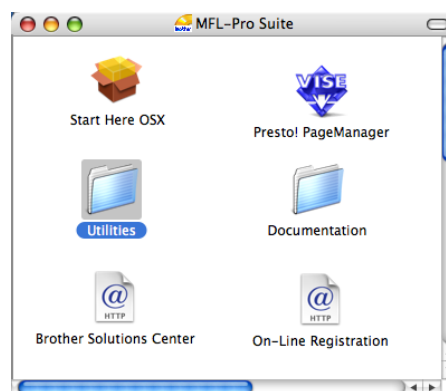 MFL-Pro Suite
Start Here OSX
VISE
Presto! PageManager
Utilities
Documentation
@
HTTP
Brother Solutions Center
@
HTTP
On-Line Registration